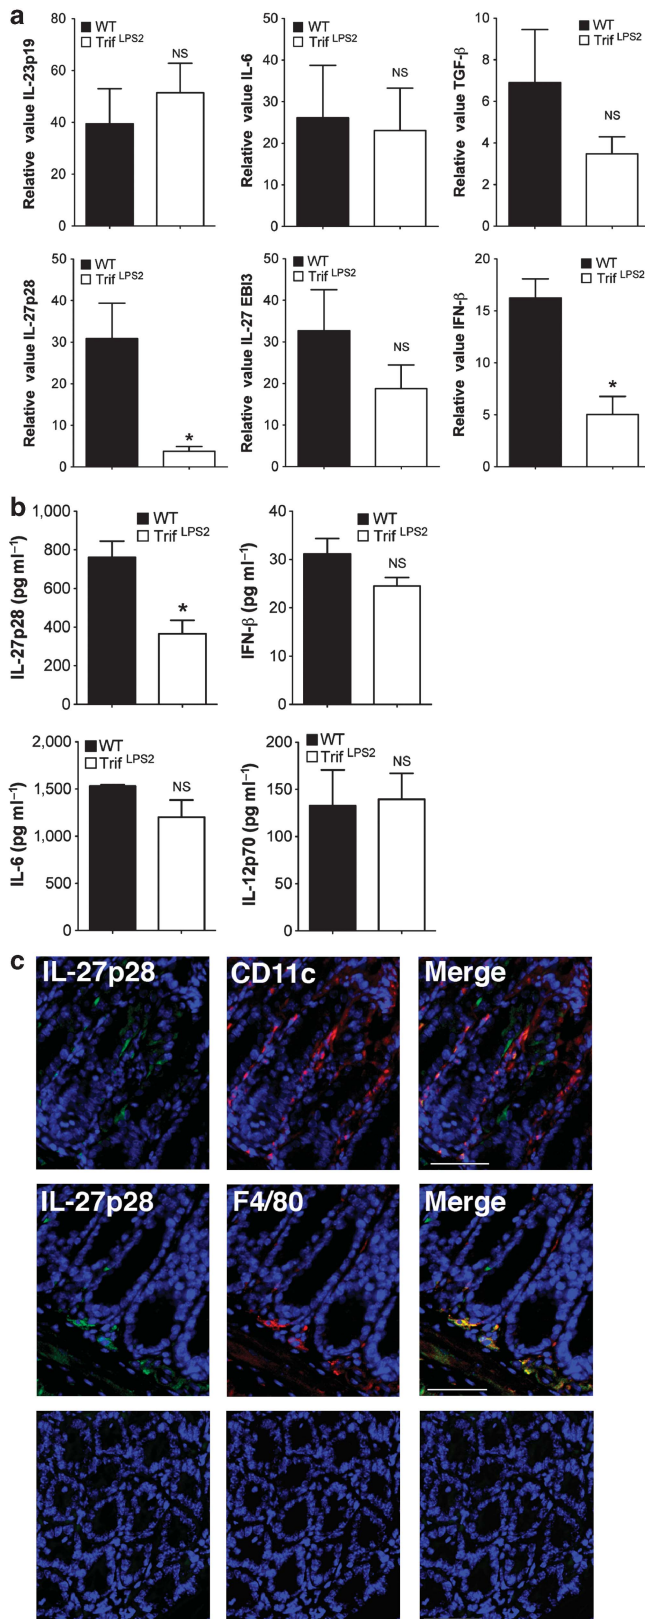 a
WT
Trif LPS2
Relative value IL-23p19
80
60
40
20
0
NS
WT
Trif LPS2
Relative value IL-6
50
40
30
20
10
0
NS
WT
Trif LPS2
Relative value TGF-β
10
8
6
4
2
0
NS
WT
Trif LPS2
Relative value IL-27p28
50
40
30
20
10
0
*
WT
Trif LPS2
Relative value IL-27 EBI3
50
40
30
20
10
0
NS
WT
Trif LPS2
Relative value IFN-β
20
15
10
5
0
*
b
WT
Trif LPS2
IL-27p28 (pg ml−1)
1,000
800
600
400
200
0
*
WT
Trif LPS2
IFN-β (pg ml−1)
40
30
20
10
0
NS
WT
Trif LPS2
IL-6 (pg ml−1)
2,000
1,500
1,000
500
0
NS
WT
Trif LPS2
IL-12p70 (pg ml−1)
200
150
100
50
0
NS
c
IL-27p28 CD11c Merge
IL-27p28 F4/80 Merge